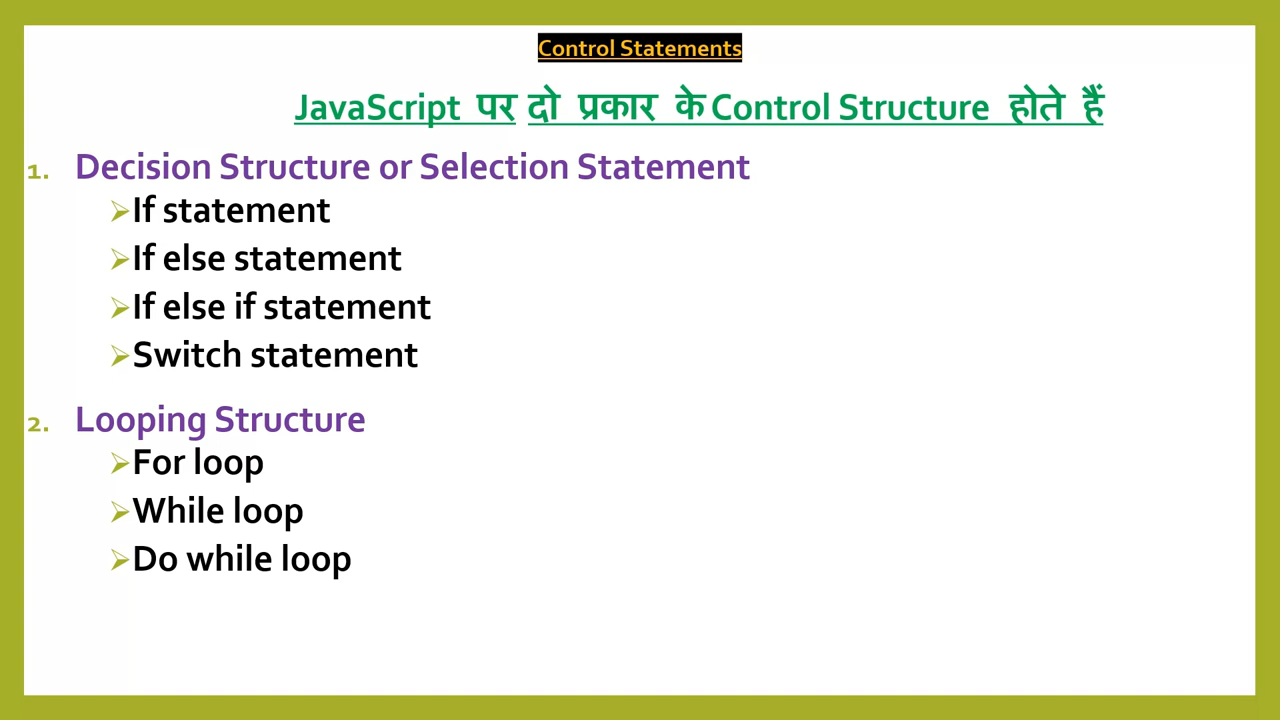 Control Statements
JavaScript पर दो प्रकार के Control Structure होते हैं
1. Decision Structure or Selection Statement
➢If statement
➢If else statement
➢If else if statement
➢Switch statement
2. Looping Structure
➢For loop
➢While loop
➢Do while loop